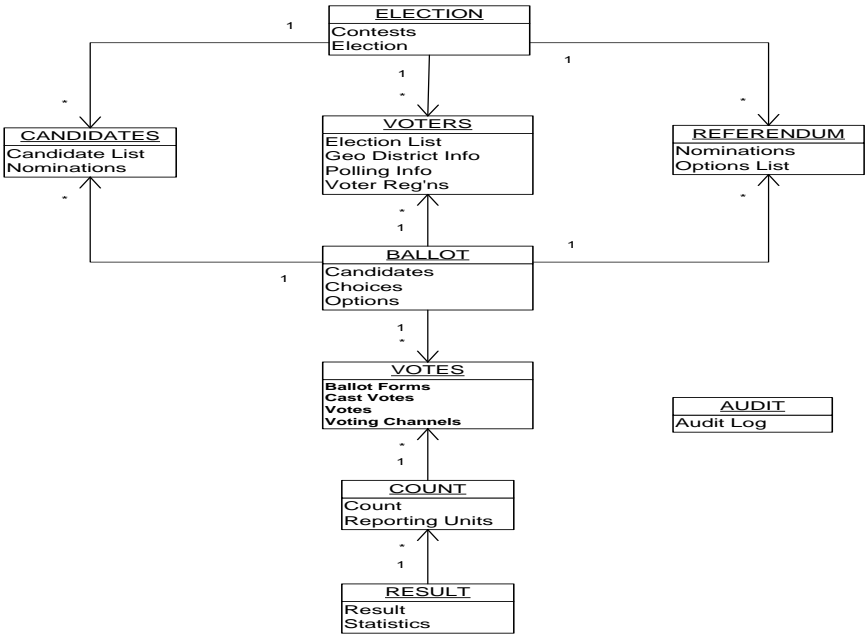 ELECTION
Contests
Election
1
1
1
*
*
*
CANDIDATES
Candidate List
Nominations
VOTERS
Election List
Geo District Info
Polling Info
Voter Reg'ns
REFERENDUM
Nominations
Options List
*
*
*
1
1
1
BALLOT
Candidates
Choices
Options
1
*
VOTES
Ballot Forms
Cast Votes
Votes
Voting Channels
AUDIT
Audit Log
*
1
COUNT
Count
Reporting Units
*
1
RESULT
Result
Statistics